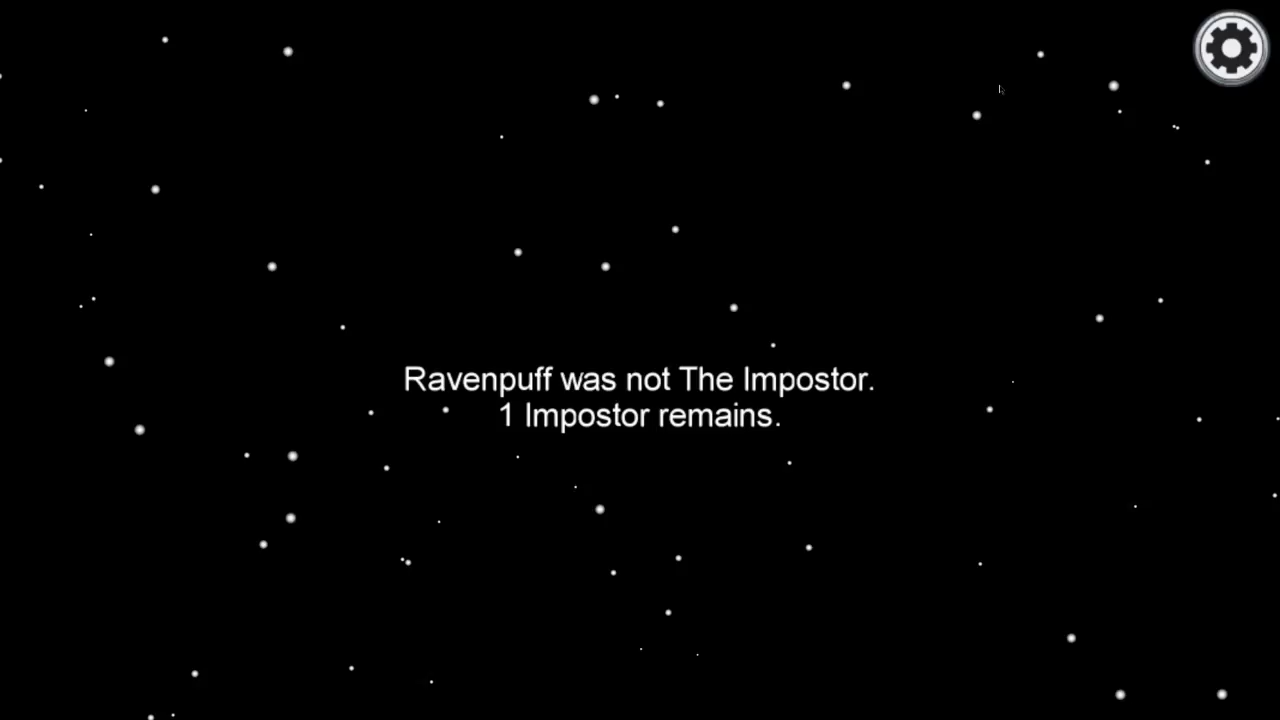 Ravenpuff was not The Impostor.
1 Impostor remains.